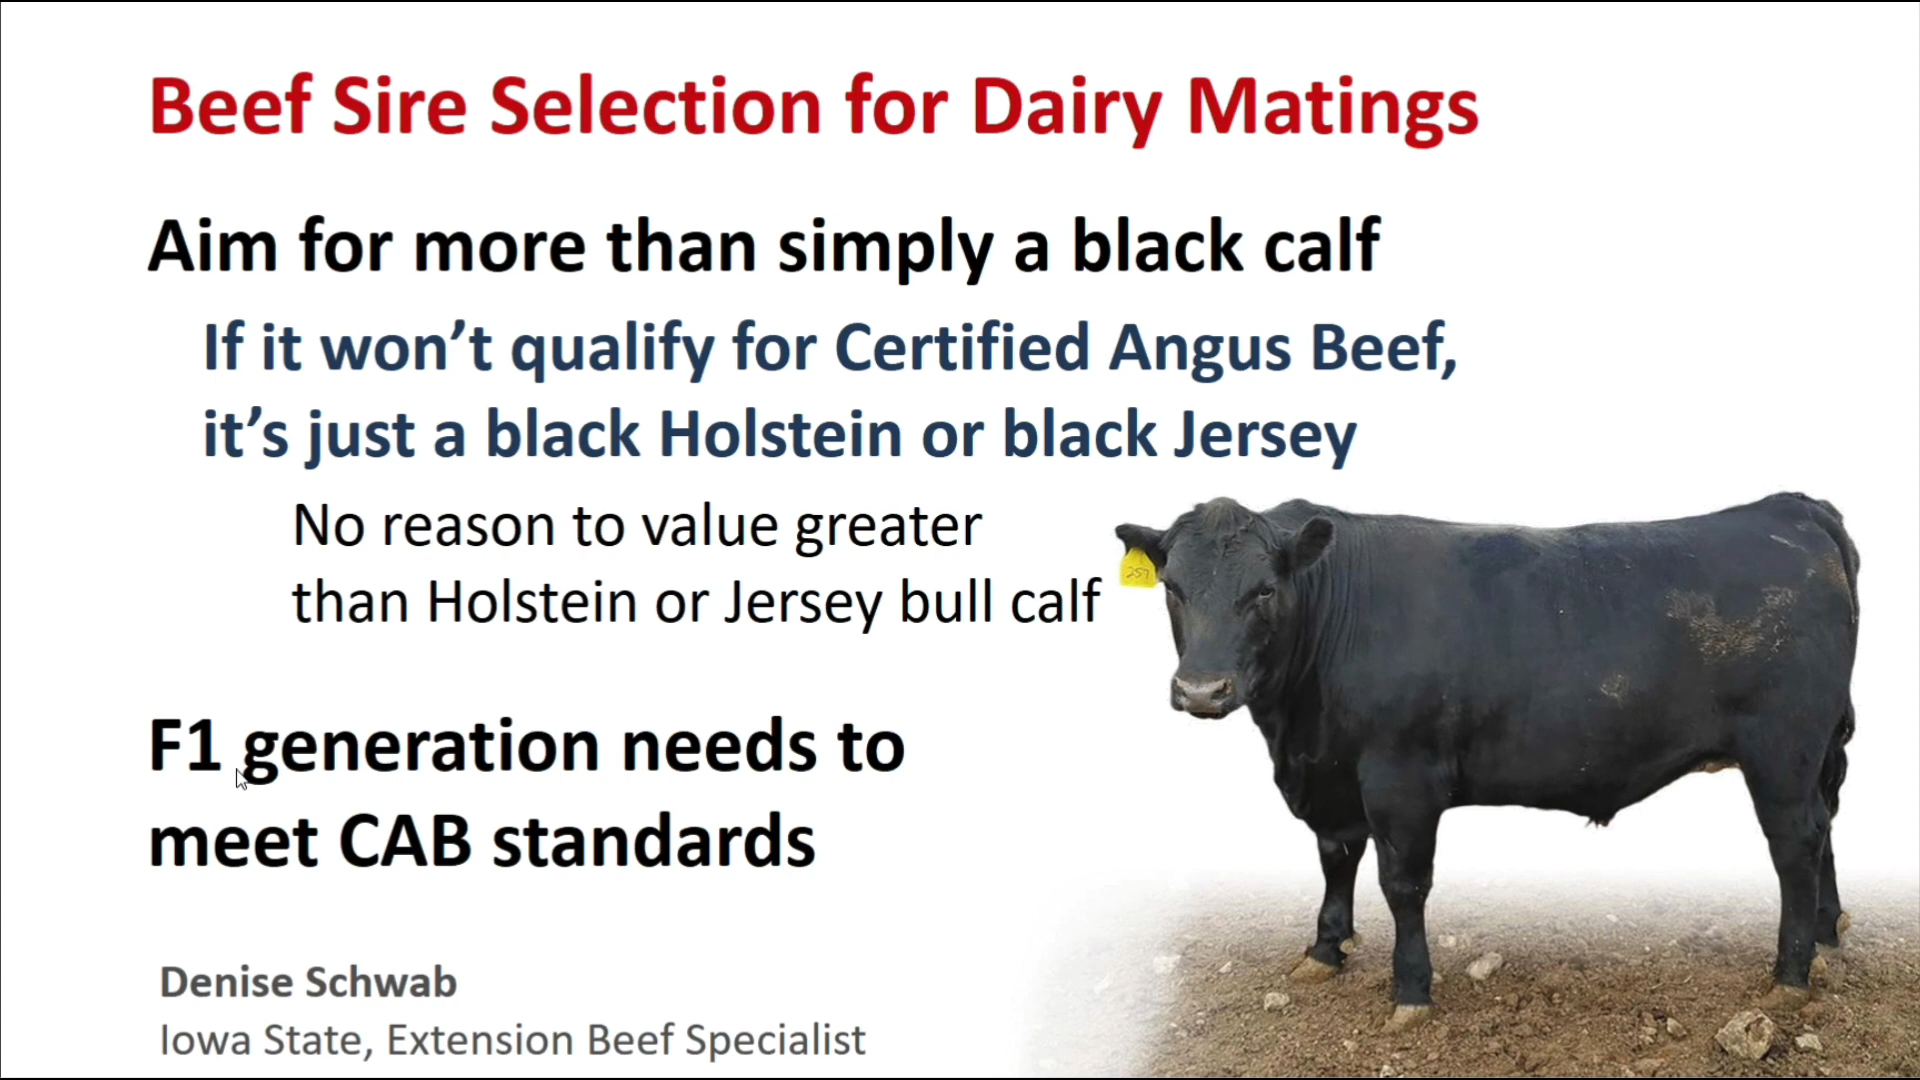 Beef Sire Selection for Dairy Matings
Aim for more than simply a black calf
If it won’t qualify for Certified Angus Beef,
it’s just a black Holstein or black Jersey
No reason to value greater
than Holstein or Jersey bull calf
257
F1 generation needs to
meet CAB standards
Denise Schwab
Iowa State, Extension Beef Specialist